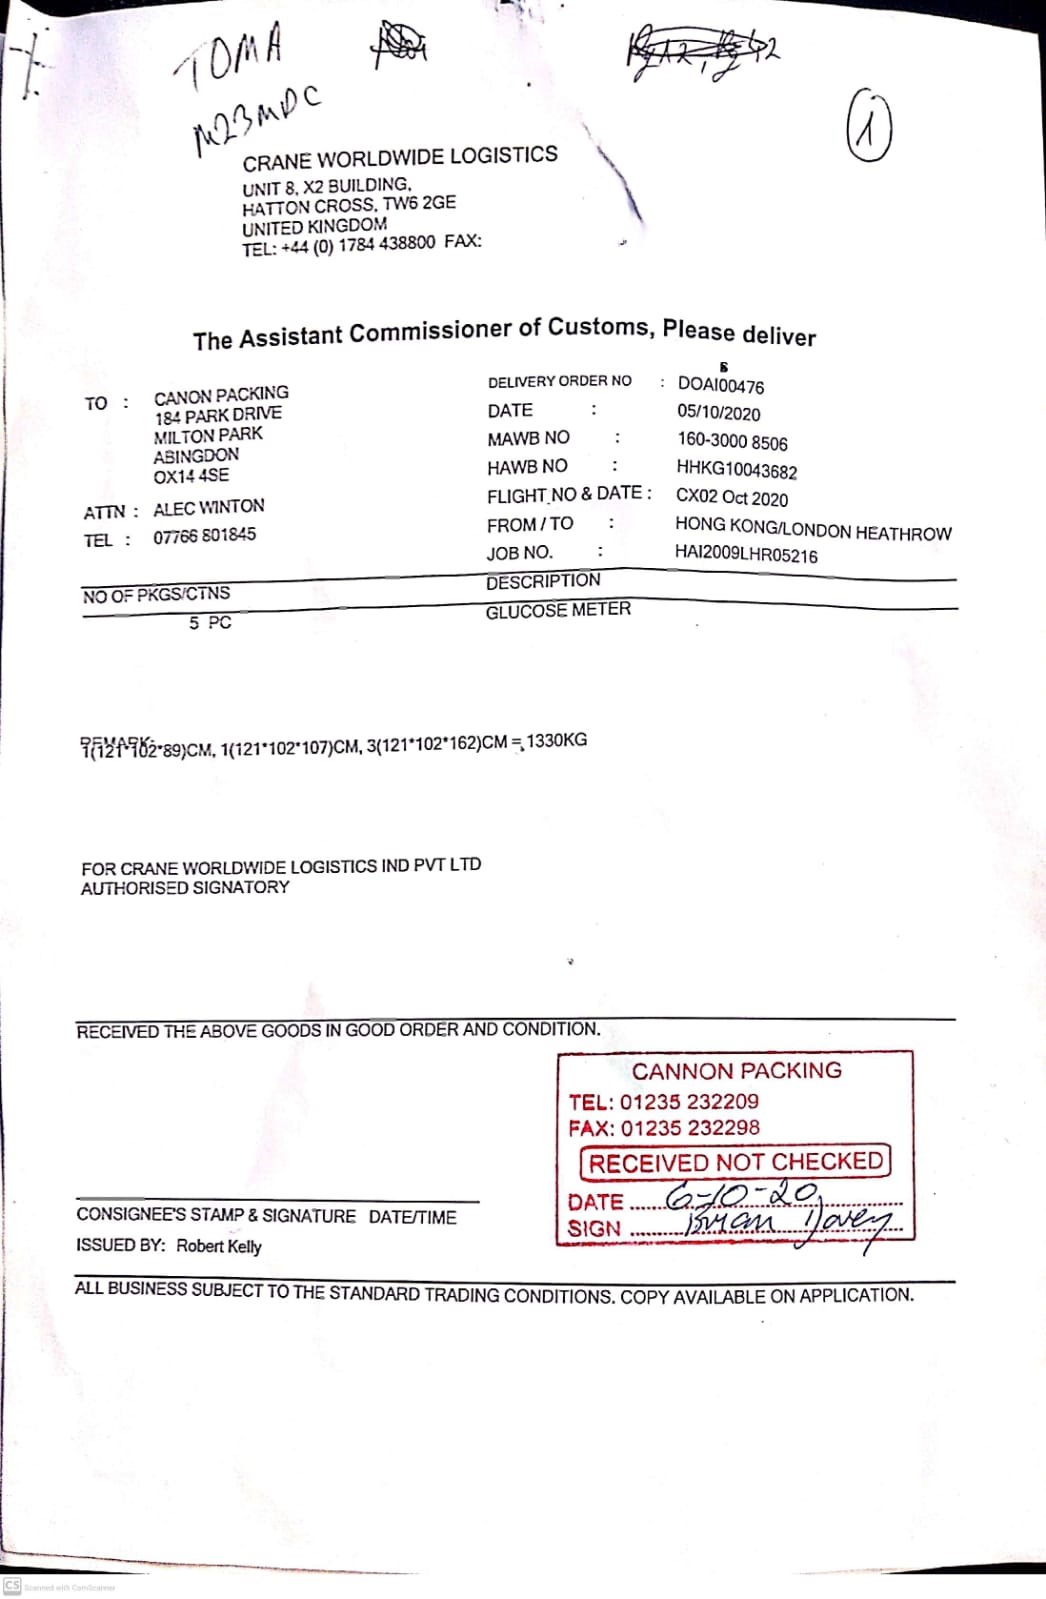 TOMA
M23MDC
1
CRANE WORLDWIDE LOGISTICS
UNIT 8, X2 BUILDING,
HATTON CROSS, TW6 2GE
UNITED KINGDOM
TEL: +44 (0) 1784 438800 FAX:
The Assistant Commissioner of Customs, Please deliver
TO : CANON PACKING
184 PARK DRIVE
MILTON PARK
ABINGDON
OX14 4SE
ATTN : ALEC WINTON
TEL : 07766 801845
DELIVERY ORDER NO : DOAI00476
DATE : 05/10/2020
MAWB NO : 160-3000 8506
HAWB NO : HHKG10043682
FLIGHT NO & DATE : CX02 Oct 2020
FROM / TO : HONG KONG/LONDON HEATHROW
JOB NO. : HAI2009LHR05216
NO OF PKGS/CTNS DESCRIPTION
5 PC GLUCOSE METER
REMARK:
1(121*102*89)CM, 1(121*102*107)CM, 3(121*102*162)CM = 1330KG
FOR CRANE WORLDWIDE LOGISTICS IND PVT LTD
AUTHORISED SIGNATORY
RECEIVED THE ABOVE GOODS IN GOOD ORDER AND CONDITION.
CANNON PACKING
TEL: 01235 232209
FAX: 01235 232298
RECEIVED NOT CHECKED
DATE ...... 6-10-20
SIGN ......... Brian Davey
CONSIGNEE'S STAMP & SIGNATURE DATE/TIME
ISSUED BY: Robert Kelly
ALL BUSINESS SUBJECT TO THE STANDARD TRADING CONDITIONS. COPY AVAILABLE ON APPLICATION.
CS Scanned with CamScanner